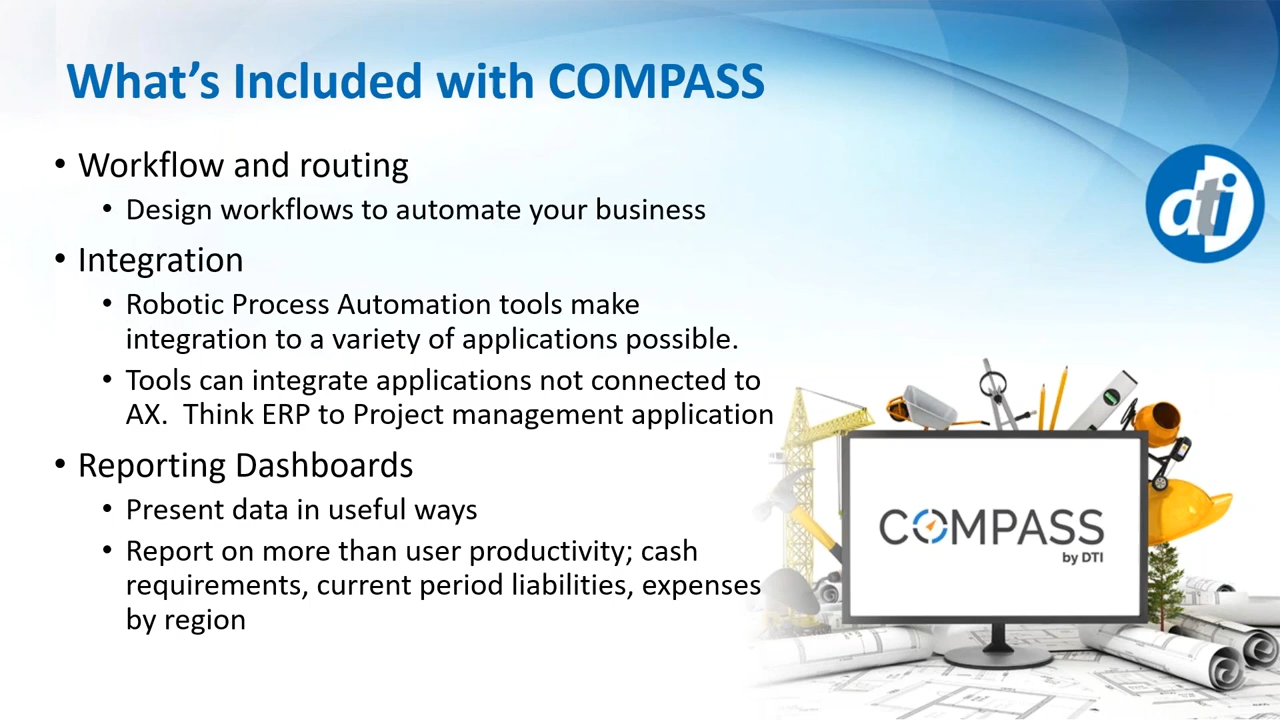 What's Included with COMPASS
• Workflow and routing
• Design workflows to automate your business
• Integration
• Robotic Process Automation tools make
integration to a variety of applications possible.
• Tools can integrate applications not connected to
AX.  Think ERP to Project management application
• Reporting Dashboards
• Present data in useful ways
• Report on more than user productivity; cash
requirements, current period liabilities, expenses
by region
dti
COMPASS
by DTI